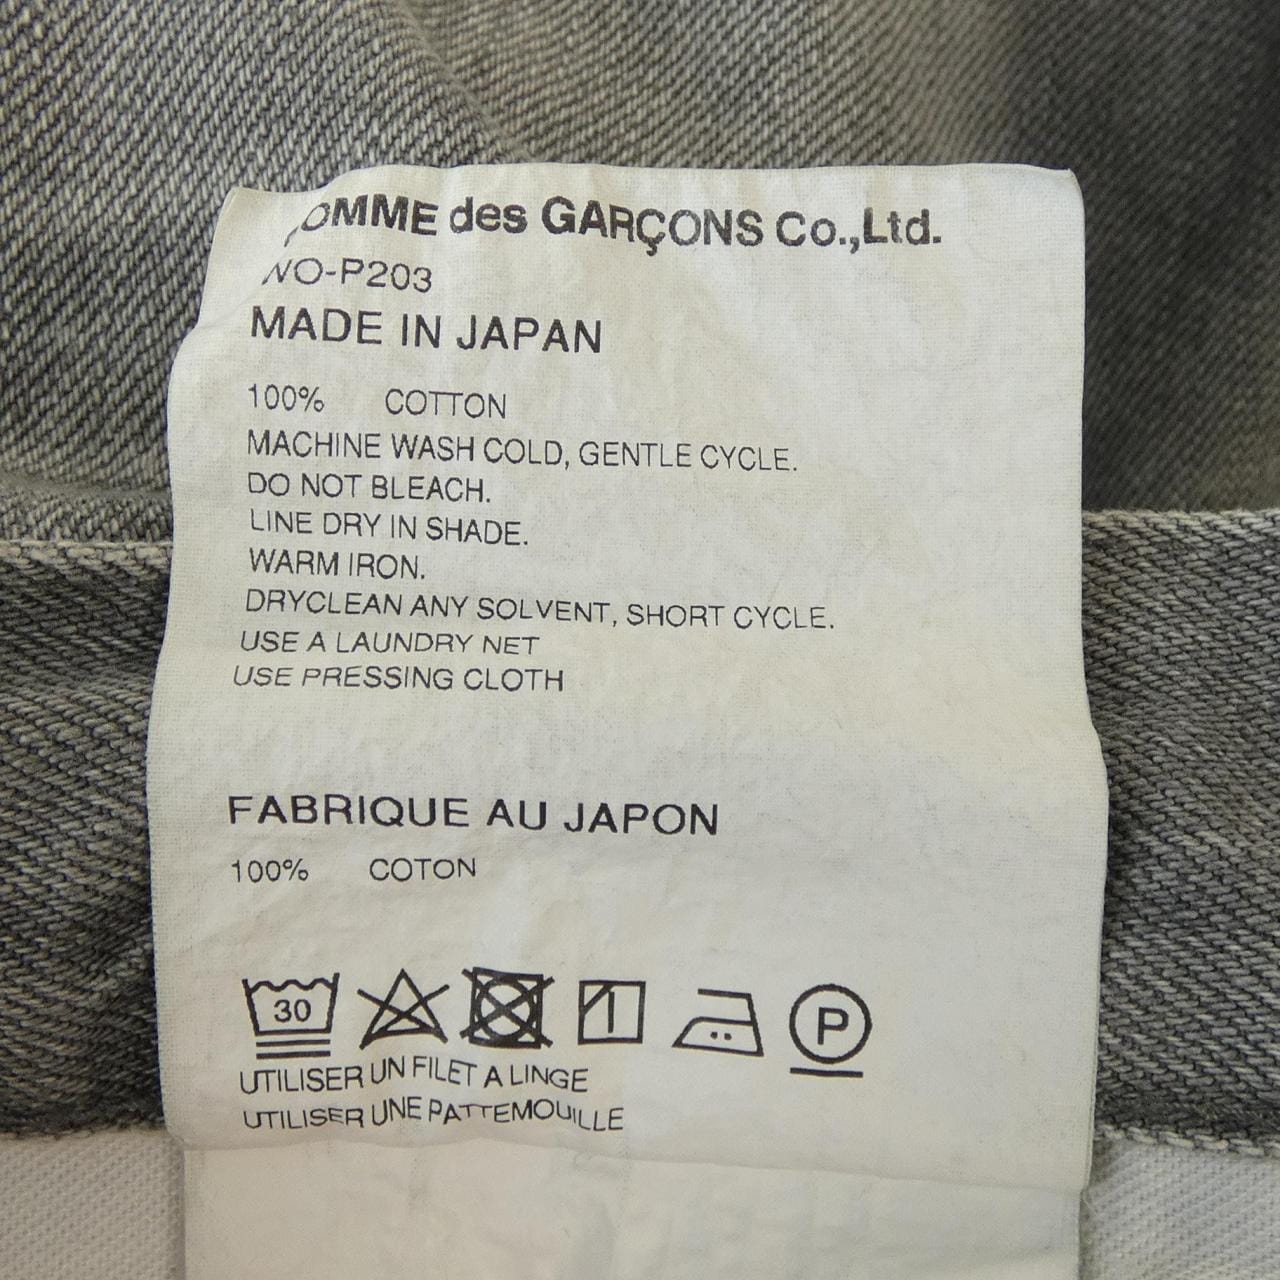 COMME des GARÇONS Co.,Ltd.
WO-P203
MADE IN JAPAN
100% COTTON
MACHINE WASH COLD, GENTLE CYCLE.
DO NOT BLEACH.
LINE DRY IN SHADE.
WARM IRON.
DRYCLEAN ANY SOLVENT, SHORT CYCLE.
USE A LAUNDRY NET
USE PRESSING CLOTH
FABRIQUE AU JAPON
100% COTON
30 P
UTILISER UN FILET A LINGE
UTILISER UNE PATTEMOUILLE